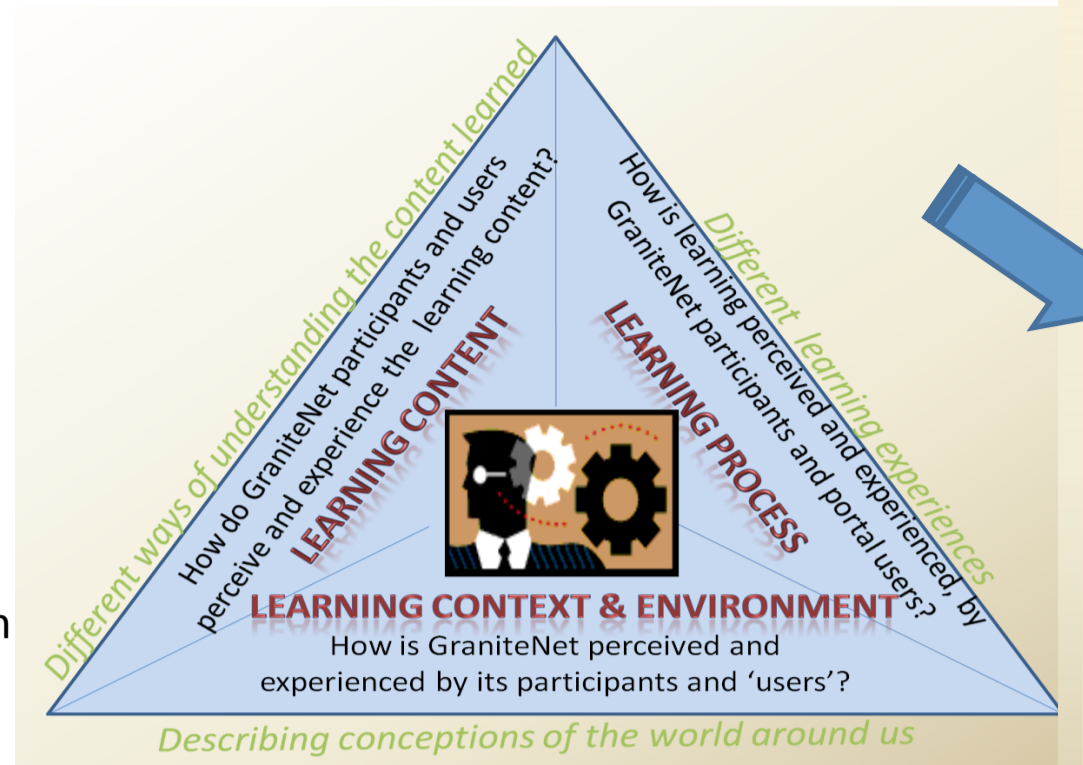 Different ways of understanding the content learned
How do GraniteNet participants and users
perceive and experience the learning content?
LEARNING CONTENT
Different learning experiences
How is learning perceived and experienced, by
GraniteNet participants and portal users?
LEARNING PROCESS
LEARNING CONTEXT & ENVIRONMENT
How is GraniteNet perceived and
experienced by its participants and ‘users’?
Describing conceptions of the world around us